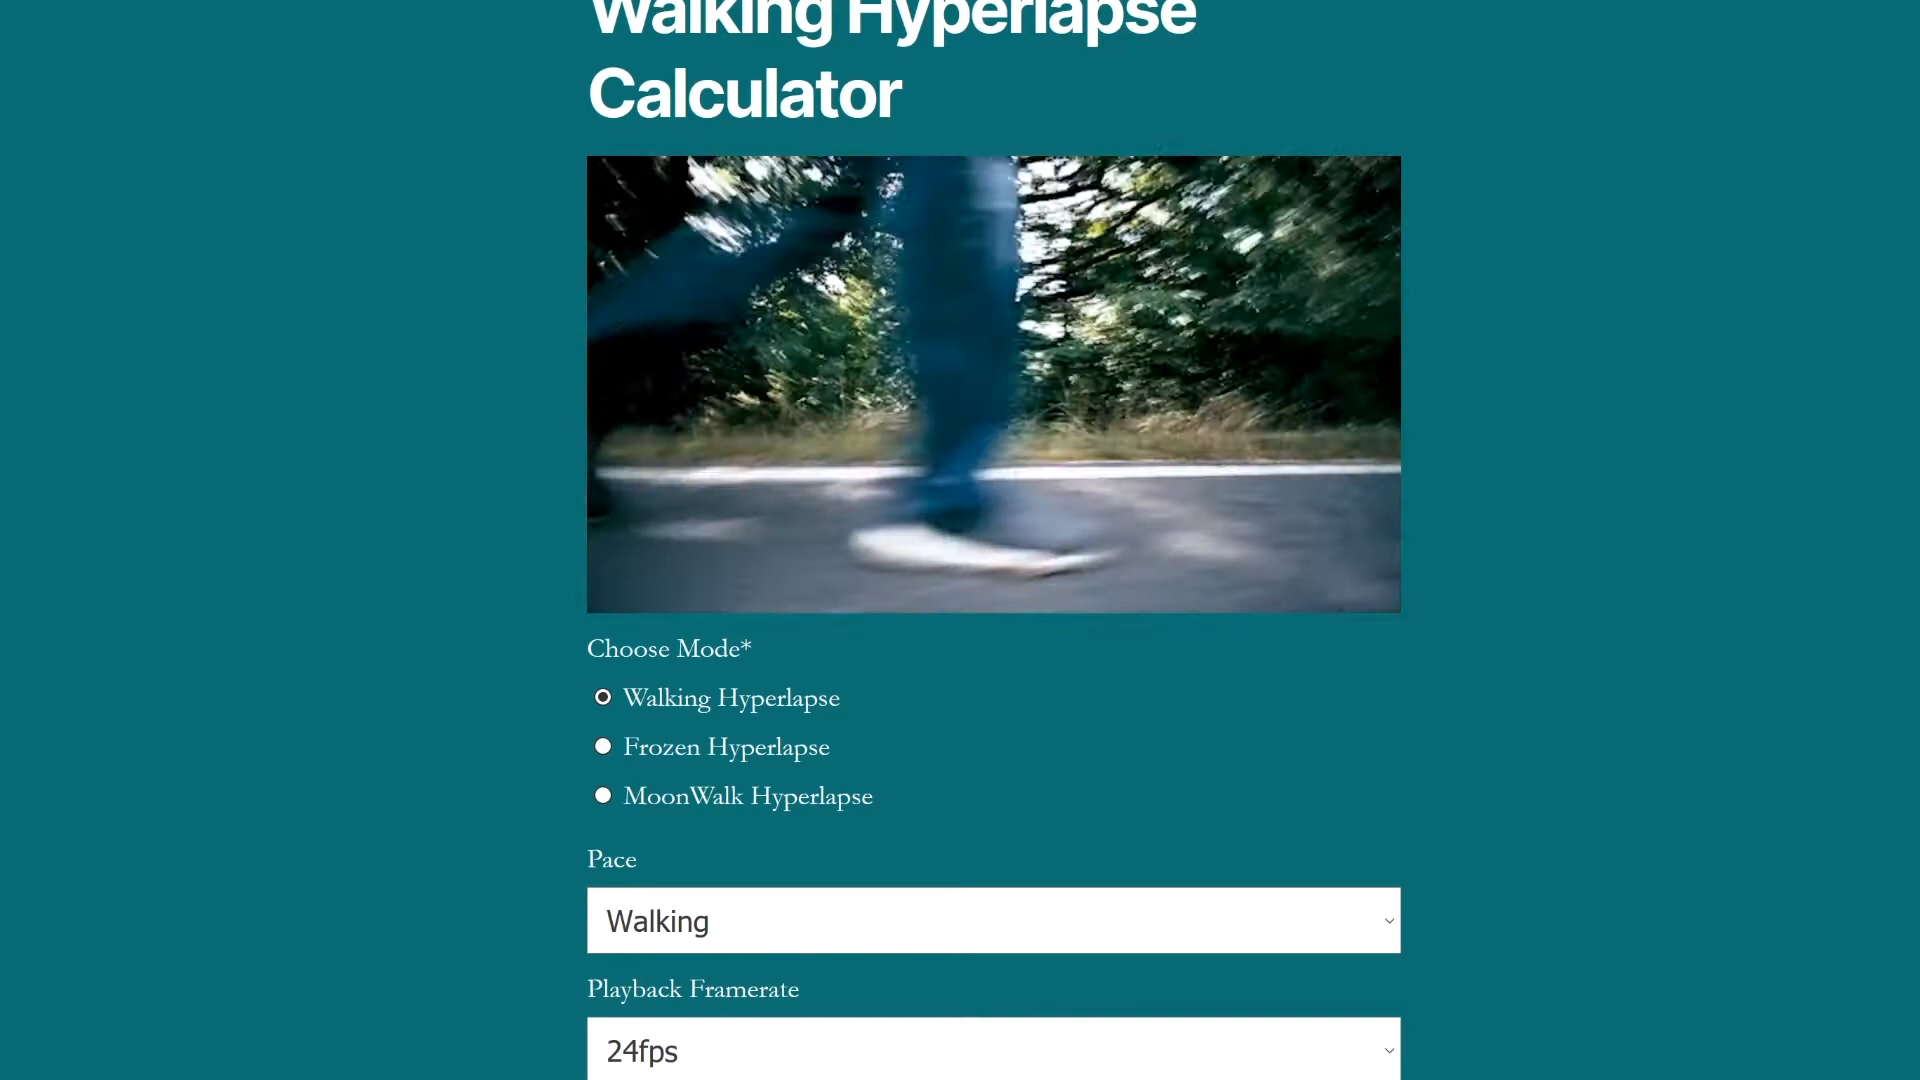 Walking Hyperlapse
Calculator
Choose Mode*
Walking Hyperlapse
Frozen Hyperlapse
MoonWalk Hyperlapse
Pace
Walking
Playback Framerate
24fps